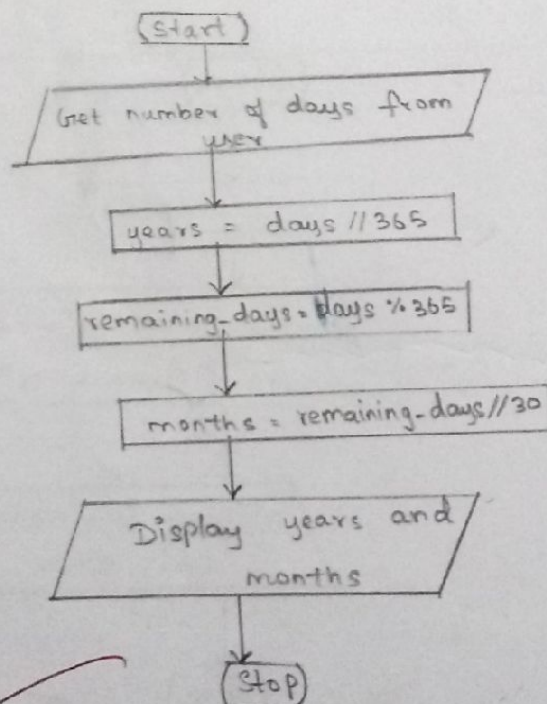 Start
Get number of days from
user
years = days // 365
remaining_days = days % 365
months = remaining_days // 30
Display years and
months
Stop